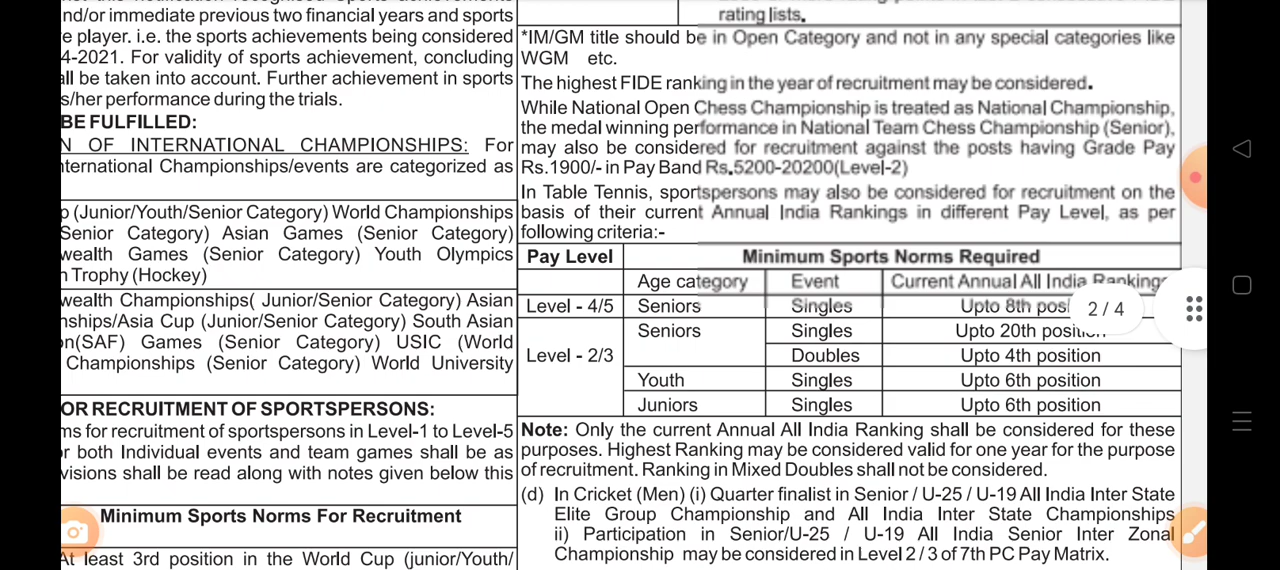 nd/or immediate previous two financial years and sports
e player. i.e. the sports achievements being considered
4-2021. For validity of sports achievement, concluding
all be taken into account. Further achievement in sports
s/her performance during the trials.
BE FULFILLED:
N OF INTERNATIONAL CHAMPIONSHIPS: For
nternational Championships/events are categorized as
p (Junior/Youth/Senior Category) World Championships
Senior Category) Asian Games (Senior Category)
wealth Games (Senior Category) Youth Olympics
n Trophy (Hockey)
wealth Championships( Junior/Senior Category) Asian
nships/Asia Cup (Junior/Senior Category) South Asian
n(SAF) Games (Senior Category) USIC (World
Championships (Senior Category) World University
OR RECRUITMENT OF SPORTSPERSONS:
ms for recruitment of sportspersons in Level-1 to Level-5
r both Individual events and team games shall be as
visions shall be read along with notes given below this
Minimum Sports Norms For Recruitment
At least 3rd position in the World Cup (junior/Youth/
rating lists.
*IM/GM title should be in Open Category and not in any special categories like
WGM etc.
The highest FIDE ranking in the year of recruitment may be considered.
While National Open Chess Championship is treated as National Championship,
the medal winning performance in National Team Chess Championship (Senior),
may also be considered for recruitment against the posts having Grade Pay
Rs.1900/- in Pay Band Rs.5200-20200(Level-2)
In Table Tennis, sportspersons may also be considered for recruitment on the
basis of their current Annual India Rankings in different Pay Level, as per
following criteria:-
Pay Level Minimum Sports Norms Required
Age category Event Current Annual All India Rankings
Level - 4/5 Seniors Singles Upto 8th posi
2 / 4
Seniors Singles Upto 20th position
Level - 2/3 Doubles Upto 4th position
Youth Singles Upto 6th position
Juniors Singles Upto 6th position
Note: Only the current Annual All India Ranking shall be considered for these
purposes. Highest Ranking may be considered valid for one year for the purpose
of recruitment. Ranking in Mixed Doubles shall not be considered.
(d) In Cricket (Men) (i) Quarter finalist in Senior / U-25 / U-19 All India Inter State
Elite Group Championship and All India Inter State Championships
ii) Participation in Senior/U-25 / U-19 All India Senior Inter Zonal
Championship may be considered in Level 2 / 3 of 7th PC Pay Matrix.